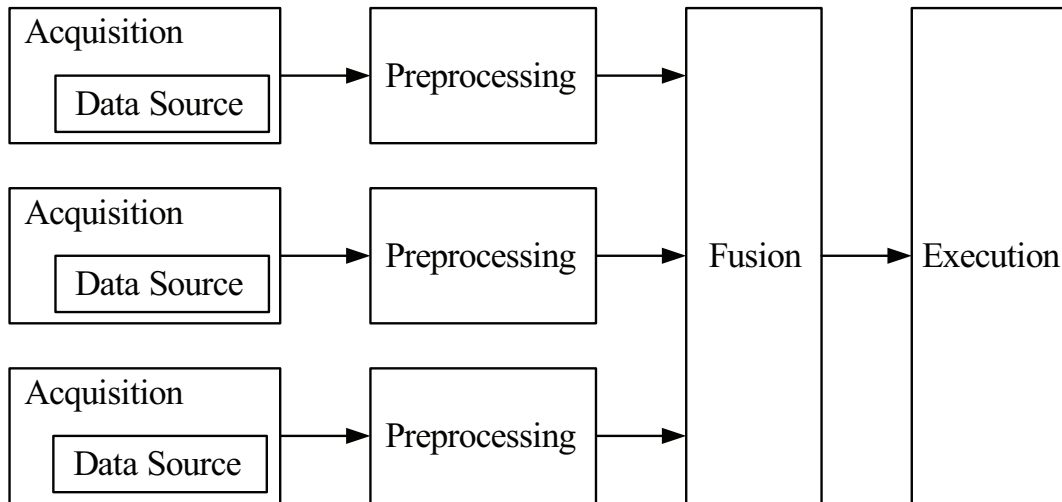 Acquisition
Data Source
Preprocessing
Acquisition
Data Source
Preprocessing
Acquisition
Data Source
Preprocessing
Fusion
Execution